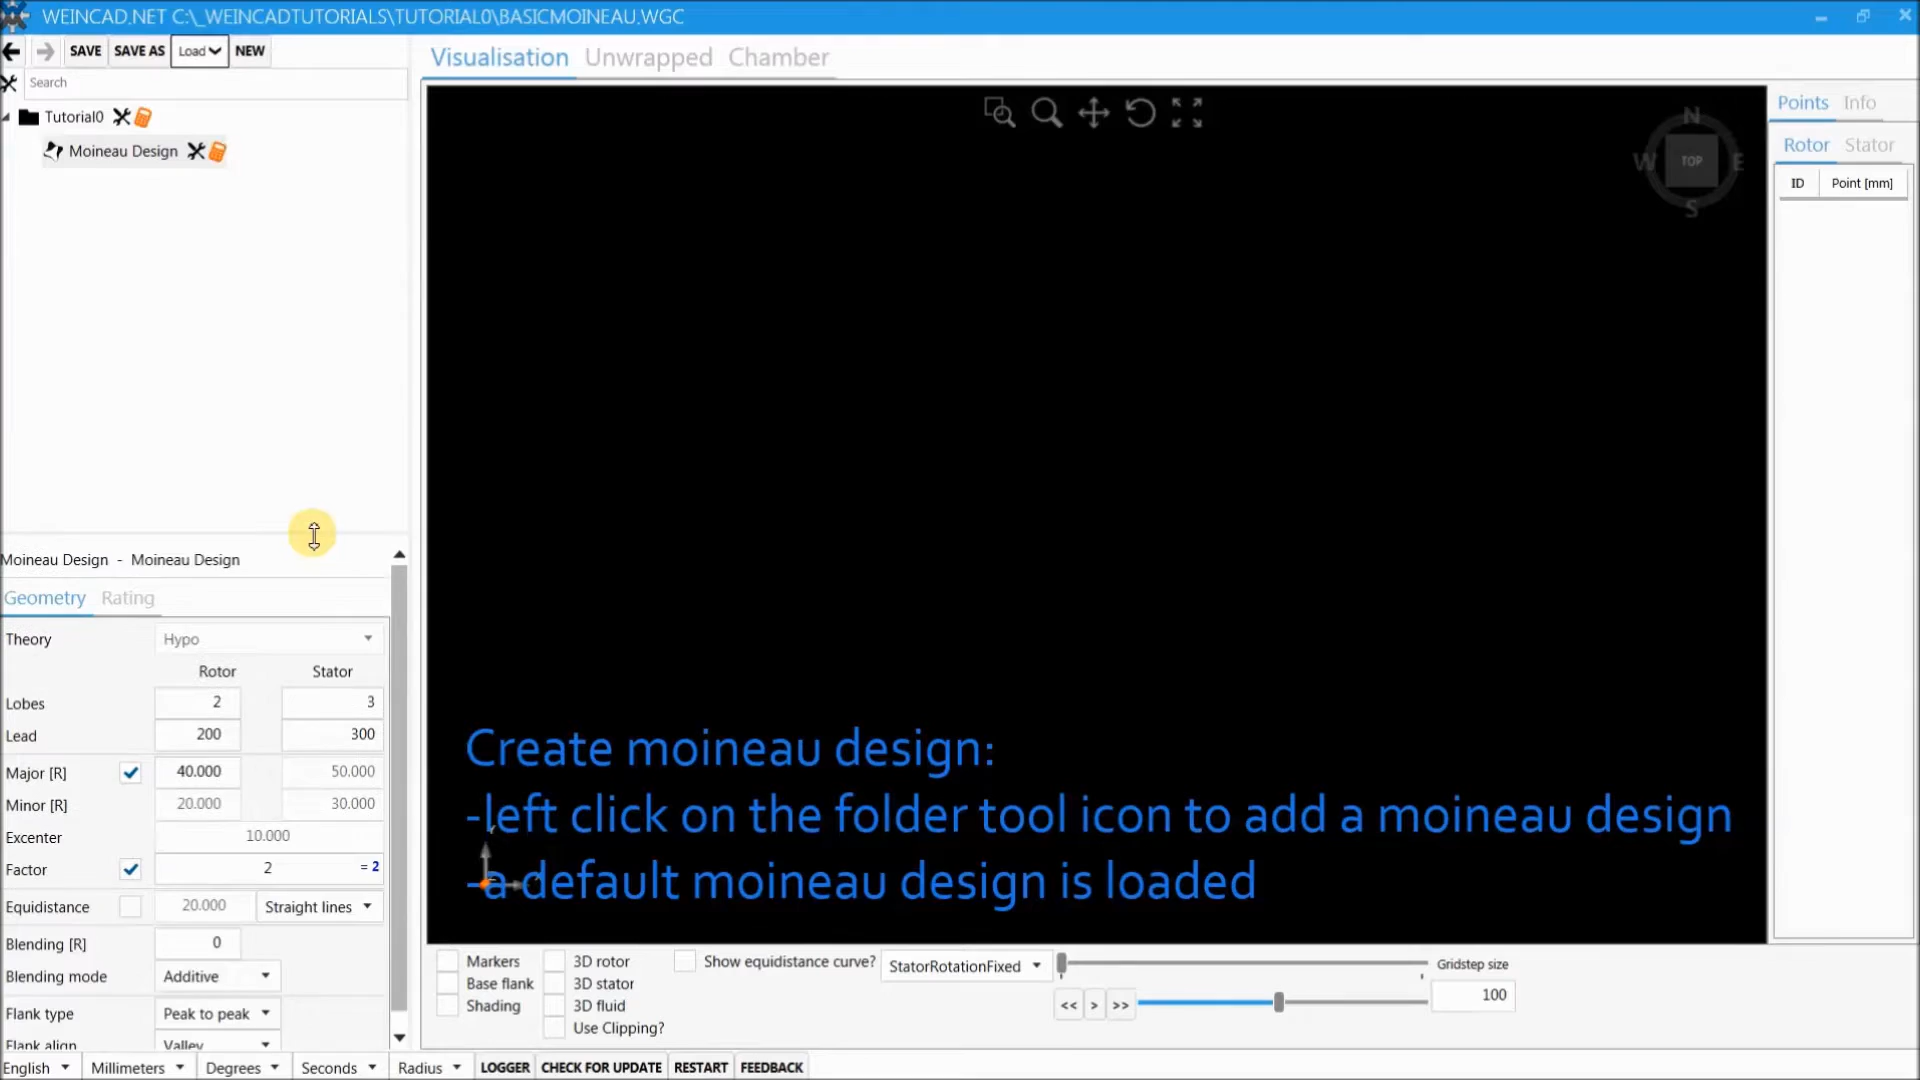 WEINCAD.NET C:\_WEINCADTUTORIALS\TUTORIAL0\BASICMOINEAU.WGC
SAVE SAVE AS Load NEW
Search
Tutorial0
Moineau Design
Visualisation Unwrapped Chamber
N
W TOP E
S
Points Info
Rotor Stator
ID Point [mm]
Moineau Design - Moineau Design
Geometry Rating
Theory Hypo
Rotor Stator
Lobes 2 3
Lead 200 300
Major [R] 40.000 50.000
Minor [R] 20.000 30.000
Excenter 10.000
Factor 2 = 2
Equidistance 20.000 Straight lines
Blending [R] 0
Blending mode Additive
Flank type Peak to peak
Flank align Valley
Create moineau design:
-left click on the folder tool icon to add a moineau design
-a default moineau design is loaded
Markers 3D rotor Show equidistance curve? StatorRotationFixed Gridstep size
Base flank 3D stator
Shading 3D fluid << > >> 100
Use Clipping?
English Millimeters Degrees Seconds Radius LOGGER CHECK FOR UPDATE RESTART FEEDBACK